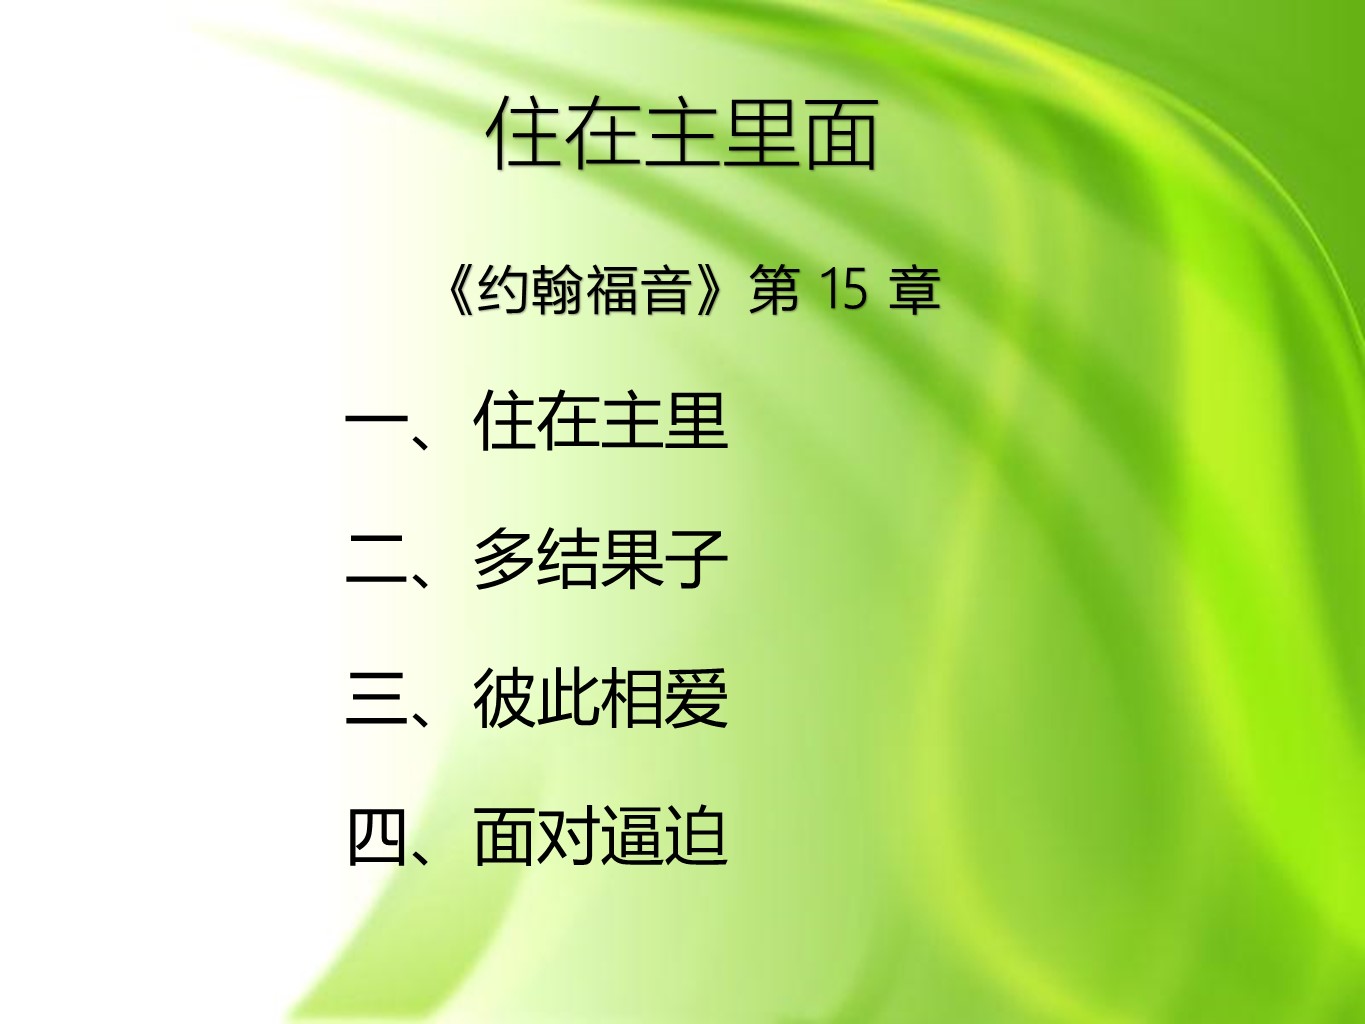 住在主里面
《约翰福音》第 15 章
一、住在主里
二、多结果子
三、彼此相爱
四、面对逼迫